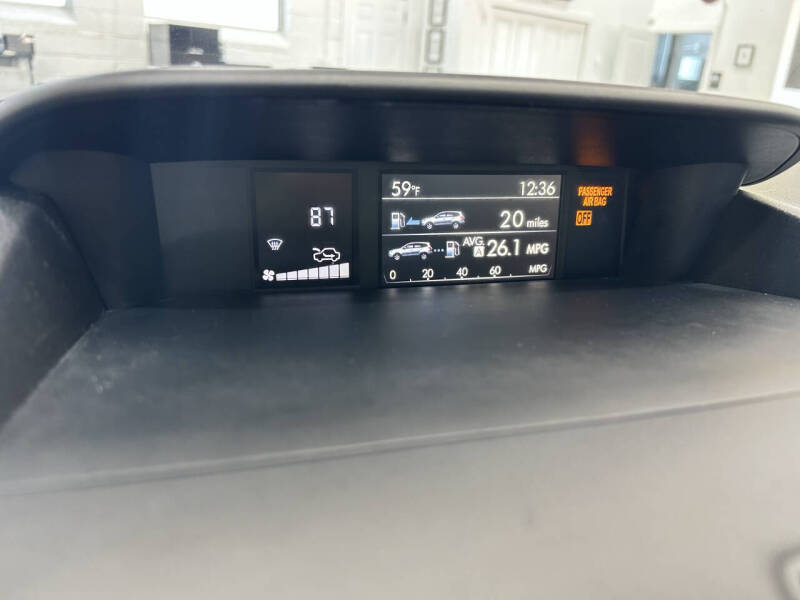 87
59°F 12:36
20 miles
AVG. A 26.1 MPG
0 20 40 60 MPG
PASSENGER
AIR BAG
OFF